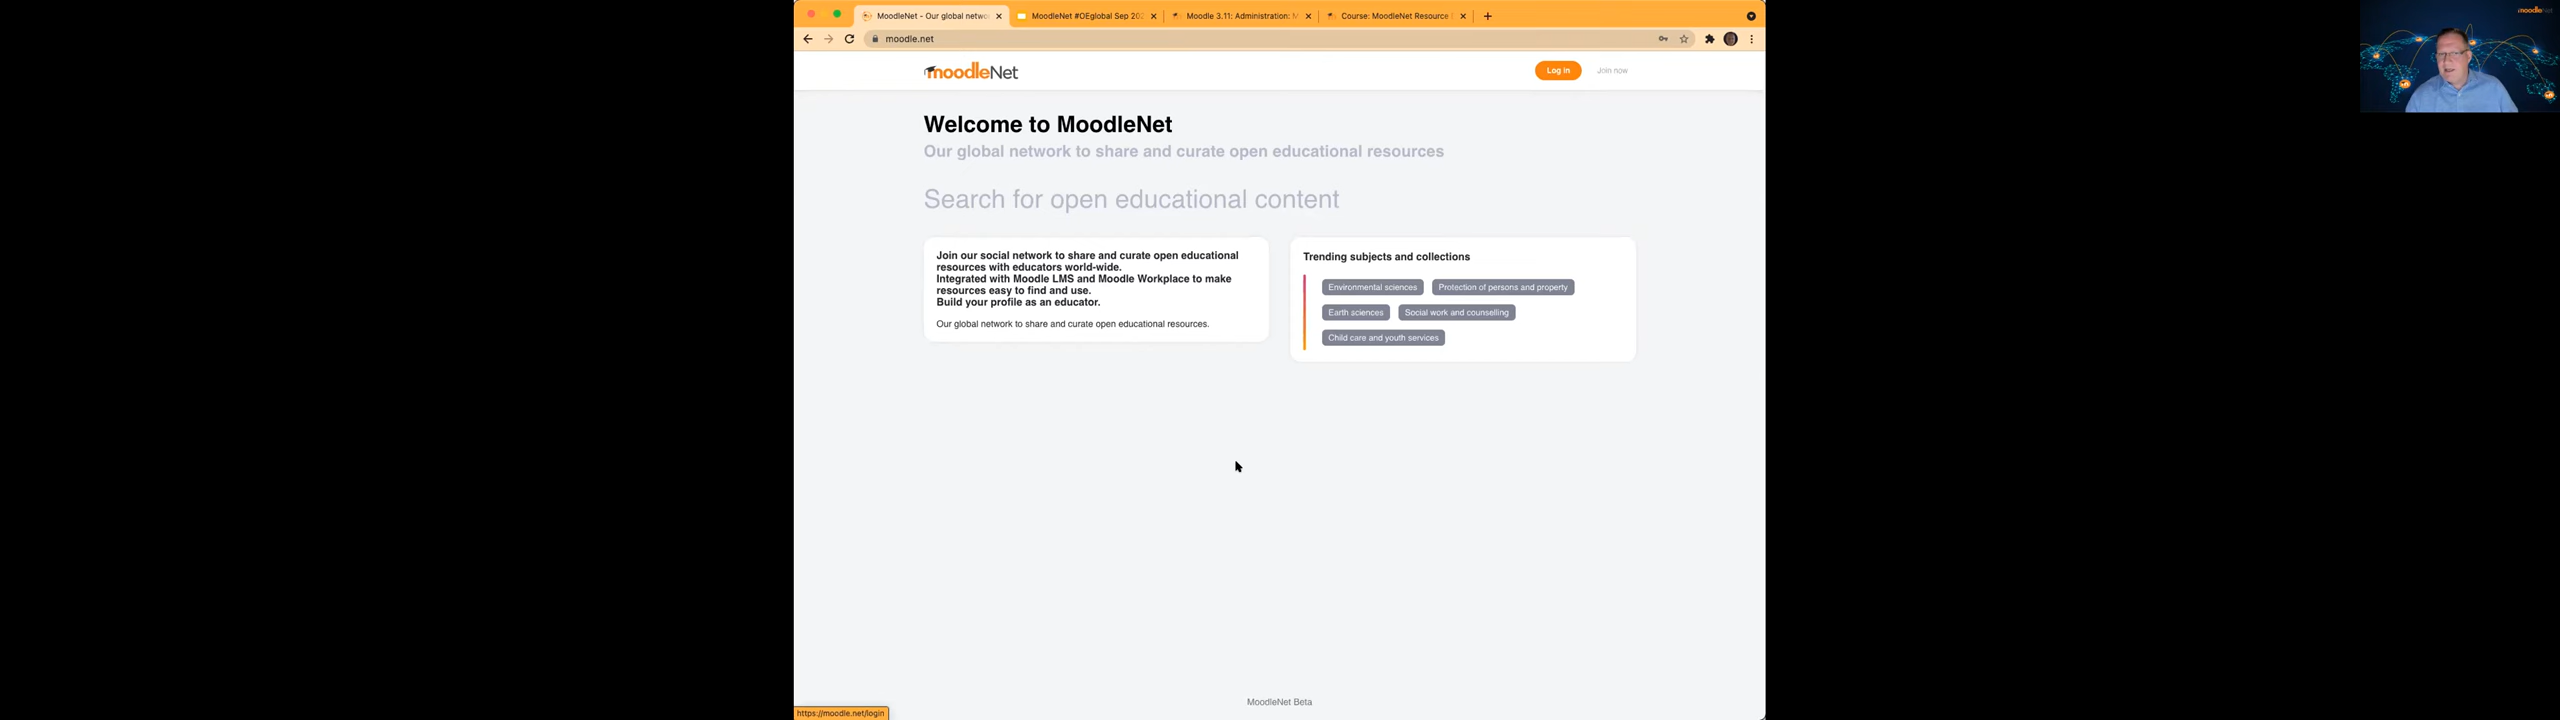 MoodleNet - Our global netwo
MoodleNet #OEglobal Sep 202
Moodle 3.11: Administration: M
Course: MoodleNet Resource
moodle.net
moodleNet
Log in
Join now
Welcome to MoodleNet
Our global network to share and curate open educational resources
Search for open educational content
Join our social network to share and curate open educational
resources with educators world-wide.
Integrated with Moodle LMS and Moodle Workplace to make
resources easy to find and use.
Build your profile as an educator.
Our global network to share and curate open educational resources.
Trending subjects and collections
Environmental sciences
Protection of persons and property
Earth sciences
Social work and counselling
Child care and youth services
MoodleNet Beta
https://moodle.net/login
moodleNet